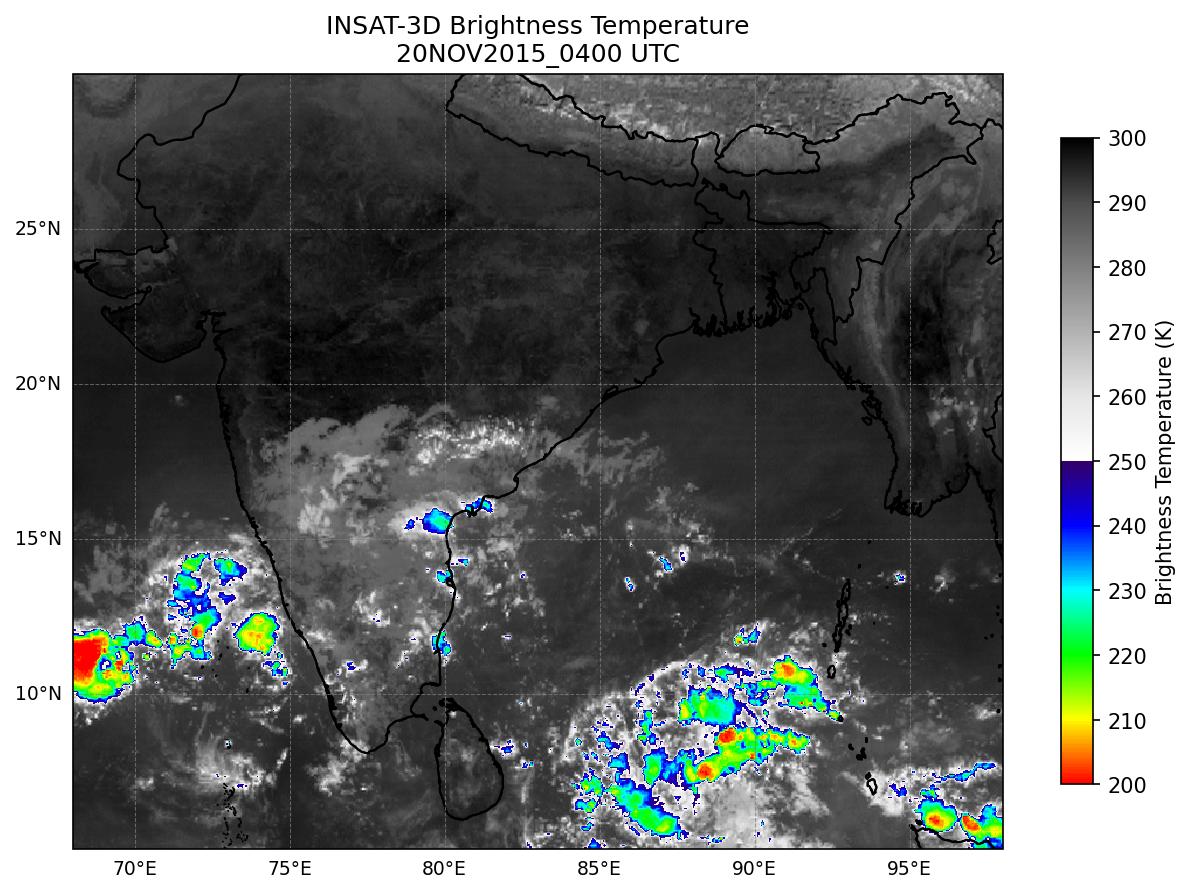 INSAT-3D Brightness Temperature
20NOV2015_0400 UTC
25°N
20°N
15°N
10°N
70°E
75°E
80°E
85°E
90°E
95°E
300
290
280
270
260
250
240
230
220
210
200
Brightness Temperature (K)